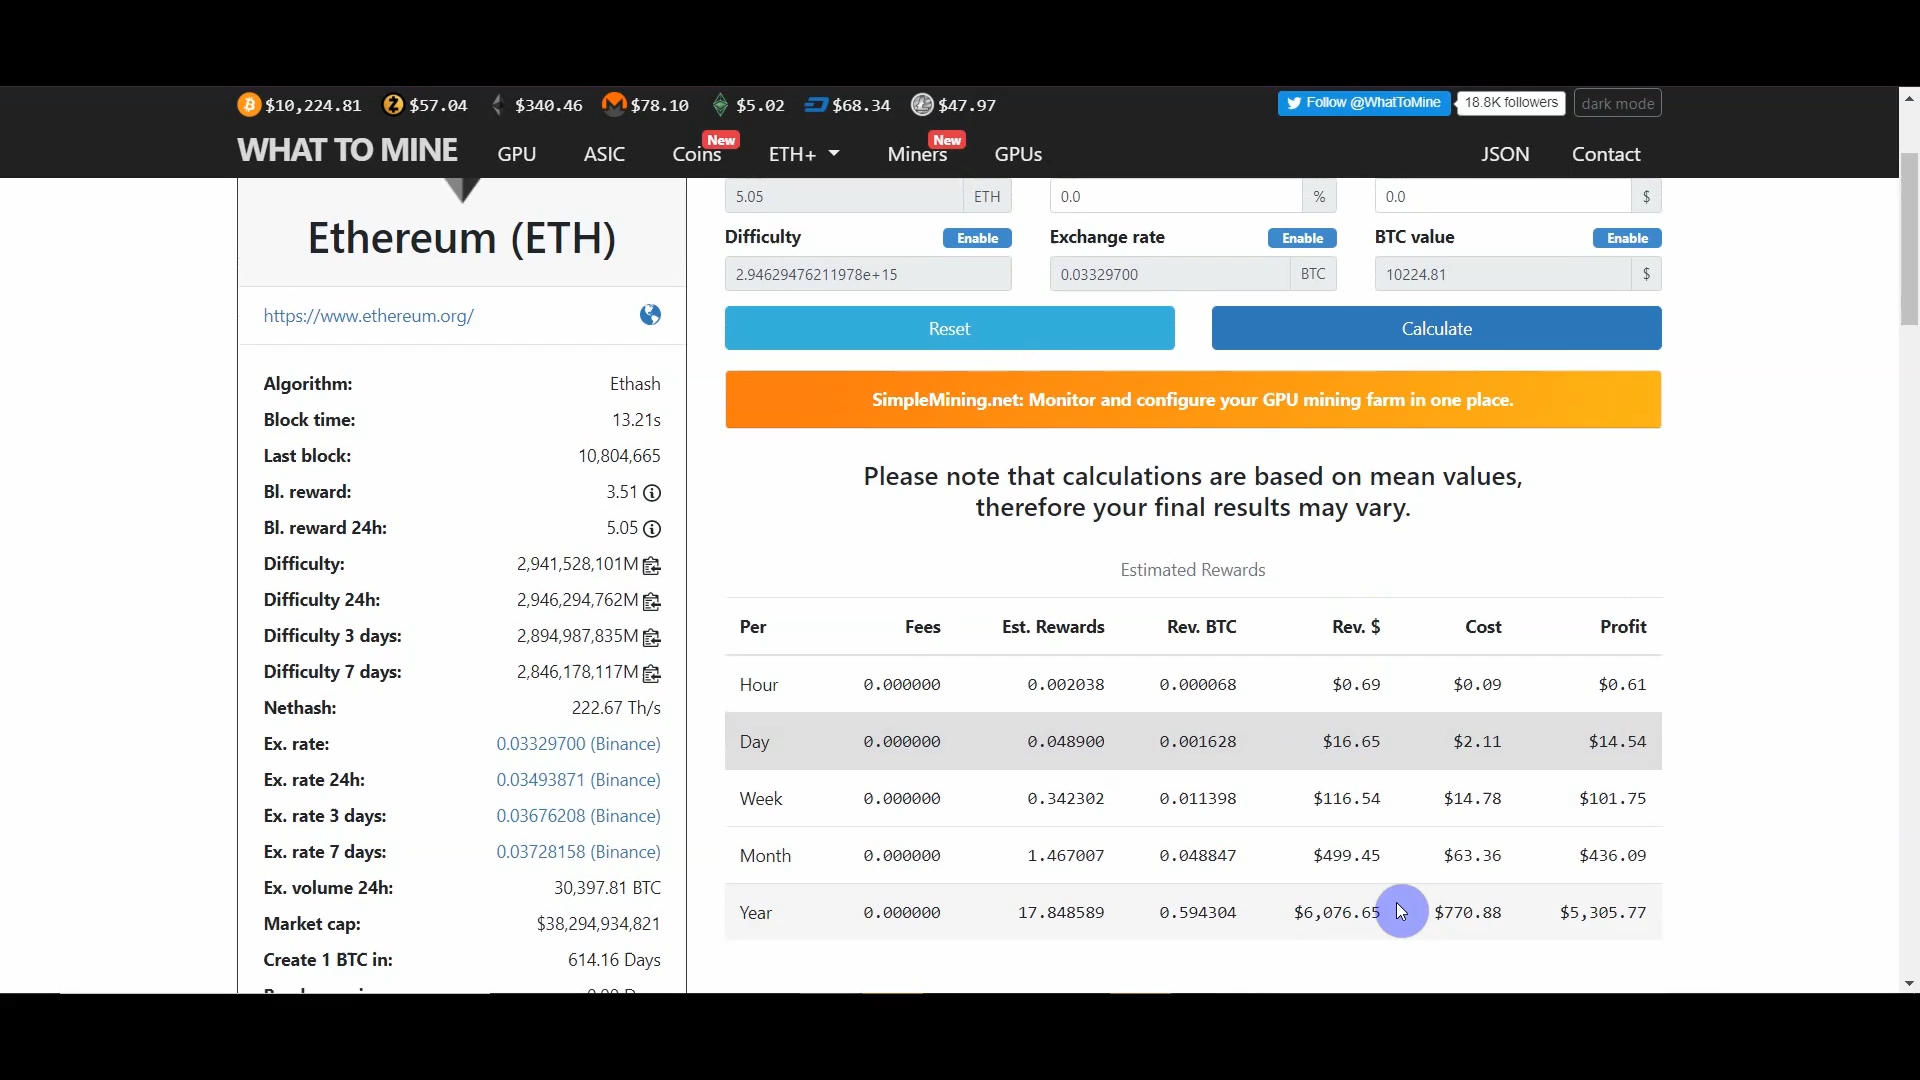 $10,224.81 $57.04 $340.46 $78.10 $5.02 $68.34 $47.97 Follow @WhatToMine 18.8K followers dark mode
WHAT TO MINE GPU ASIC Coins New ETH+ Miners New GPUs JSON Contact
Ethereum (ETH)
https://www.ethereum.org/
Algorithm: Ethash
Block time: 13.21s
Last block: 10,804,665
Bl. reward: 3.51
Bl. reward 24h: 5.05
Difficulty: 2,941,528,101M
Difficulty 24h: 2,946,294,762M
Difficulty 3 days: 2,894,987,835M
Difficulty 7 days: 2,846,178,117M
Nethash: 222.67 Th/s
Ex. rate: 0.03329700 (Binance)
Ex. rate 24h: 0.03493871 (Binance)
Ex. rate 3 days: 0.03676208 (Binance)
Ex. rate 7 days: 0.03728158 (Binance)
Ex. volume 24h: 30,397.81 BTC
Market cap: $38,294,934,821
Create 1 BTC in: 614.16 Days
5.05 ETH 0.0 % 0.0 $
Difficulty Enable Exchange rate Enable BTC value Enable
2.94629476211978e+15 0.03329700 BTC 10224.81 $
Reset Calculate
SimpleMining.net: Monitor and configure your GPU mining farm in one place.
Please note that calculations are based on mean values,
therefore your final results may vary.
Estimated Rewards
Per Fees Est. Rewards Rev. BTC Rev. $ Cost Profit
Hour 0.000000 0.002038 0.000068 $0.69 $0.09 $0.61
Day 0.000000 0.048900 0.001628 $16.65 $2.11 $14.54
Week 0.000000 0.342302 0.011398 $116.54 $14.78 $101.75
Month 0.000000 1.467007 0.048847 $499.45 $63.36 $436.09
Year 0.000000 17.848589 0.594304 $6,076.65 $770.88 $5,305.77